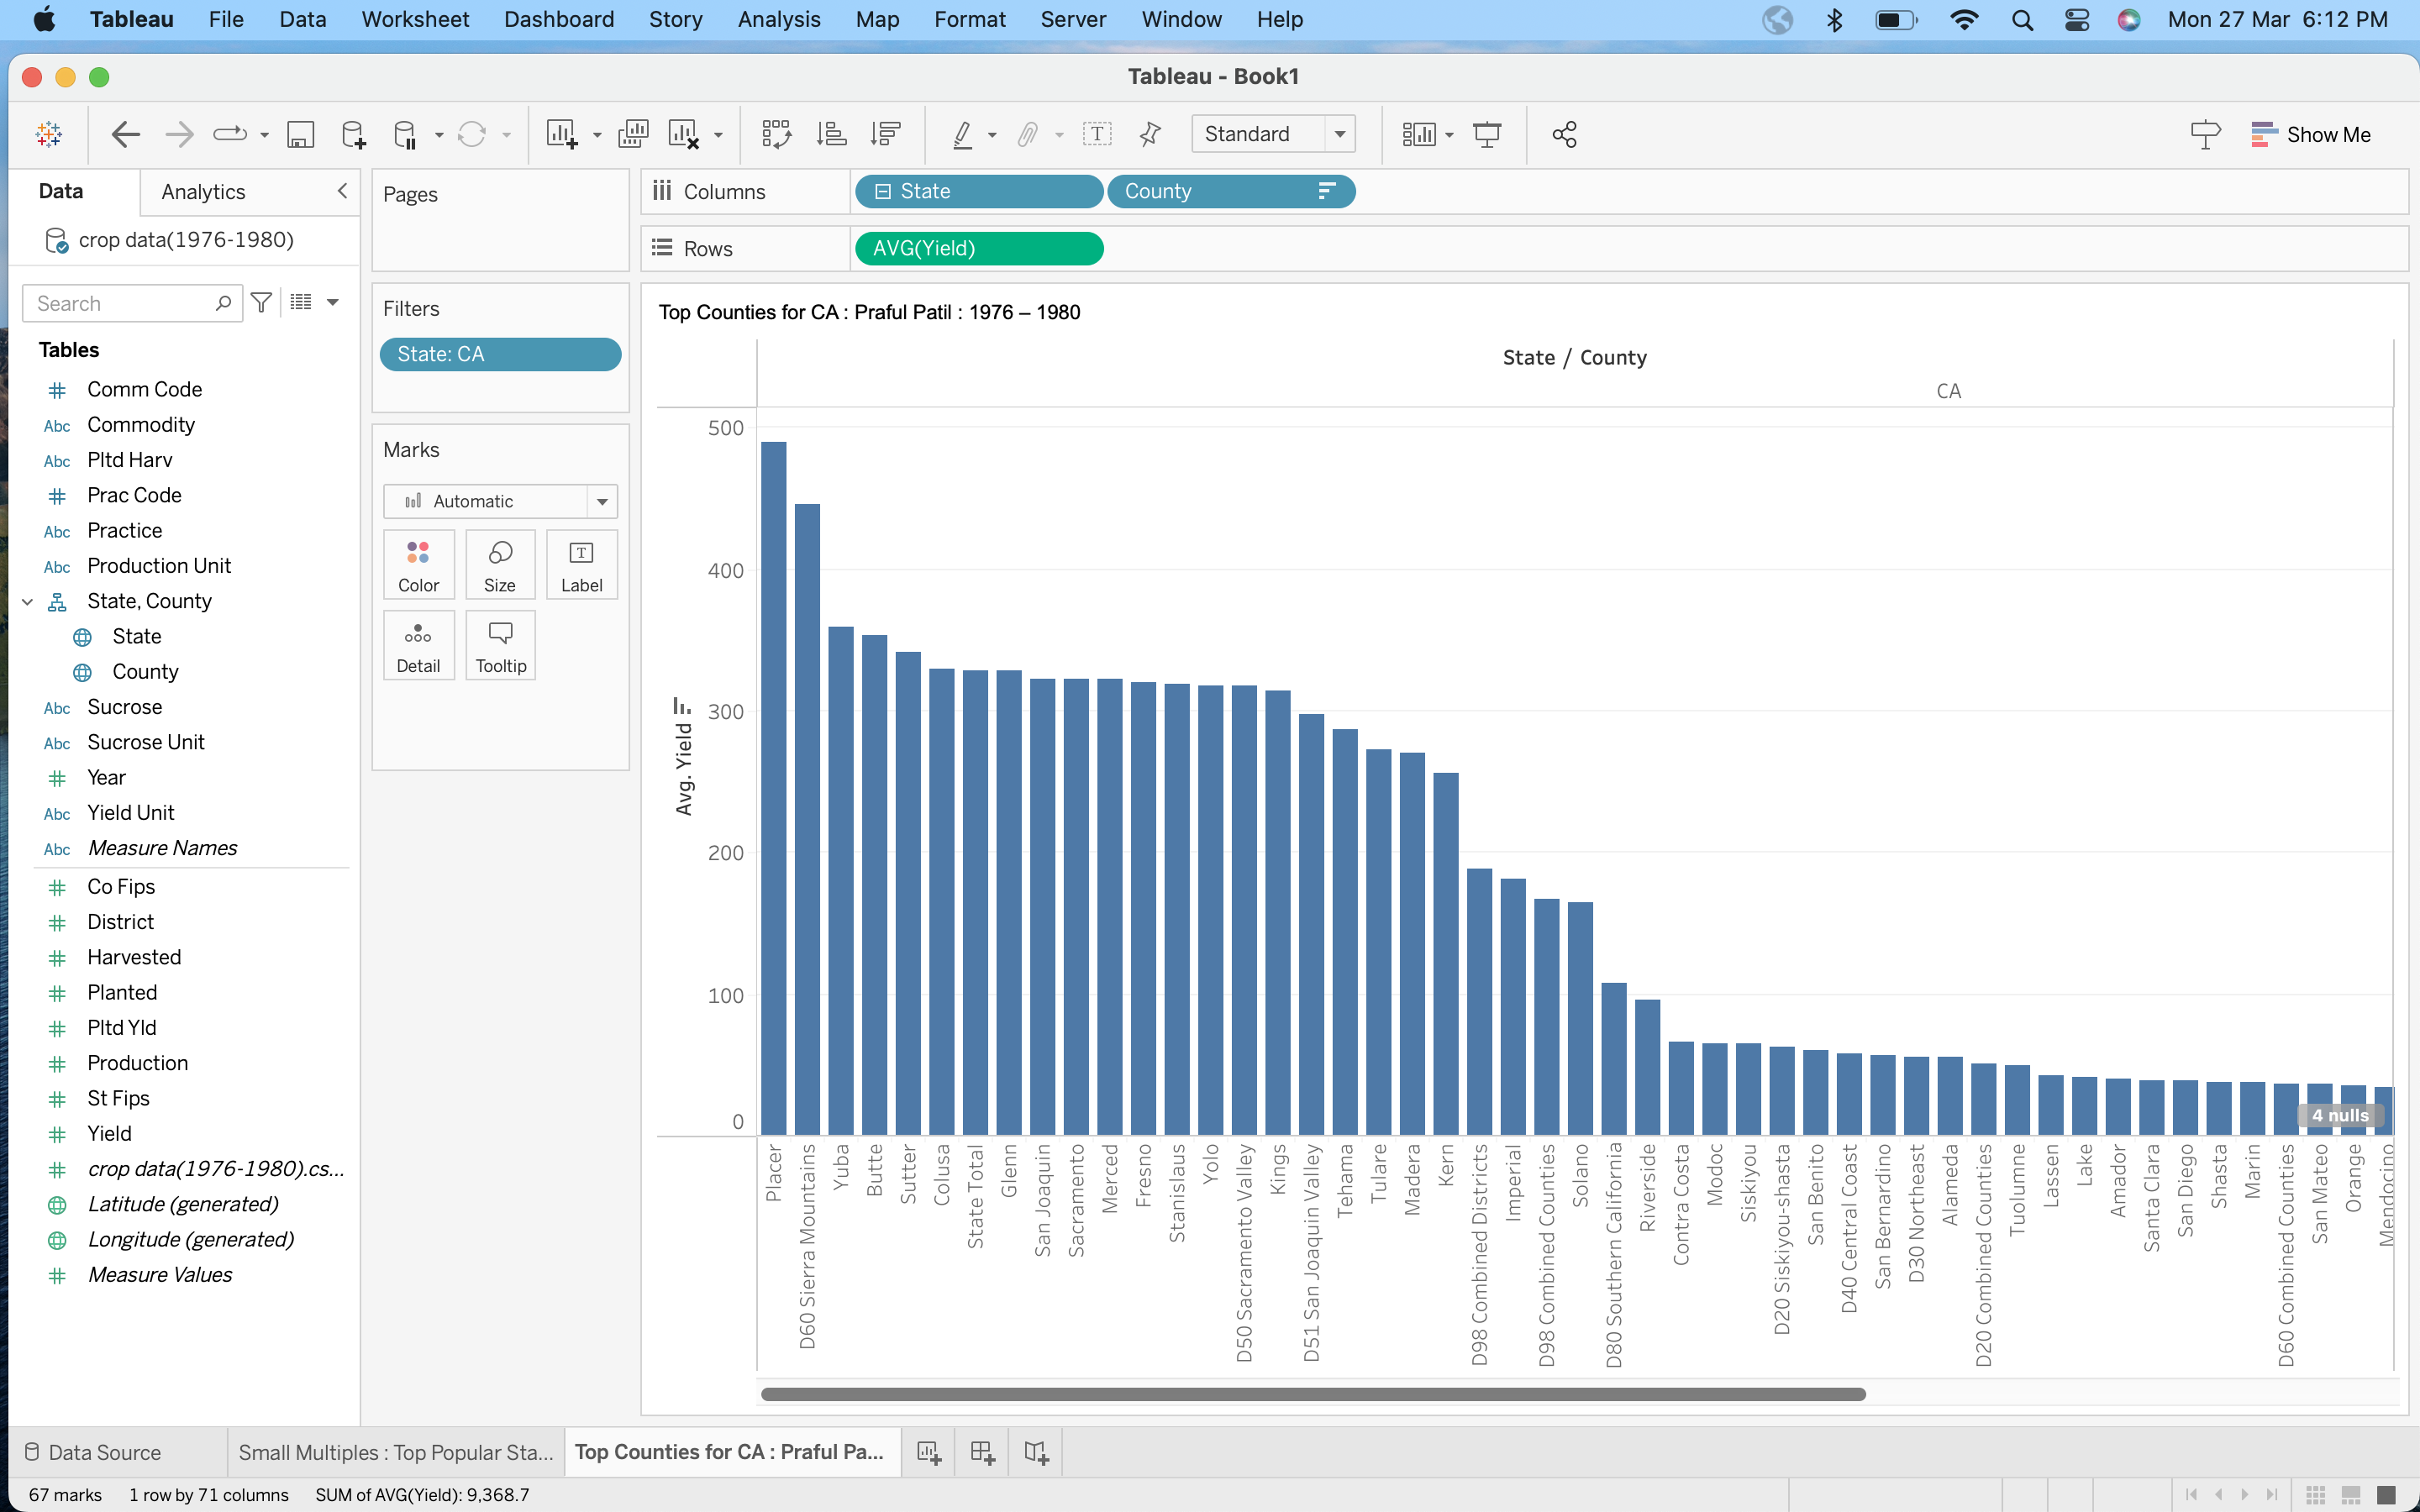 Tableau File Data Worksheet Dashboard Story Analysis Map Format Server Window Help Mon 27 Mar 6:12 PM
Tableau - Book1
Standard
Show Me
Data
Analytics
crop data(1976-1980)
Search
Tables
Comm Code
Abc Commodity
Abc Pltd Harv
Prac Code
Abc Practice
Abc Production Unit
State, County
State
County
Abc Sucrose
Abc Sucrose Unit
Year
Abc Yield Unit
Abc Measure Names
Co Fips
District
Harvested
Planted
Pltd Yld
Production
St Fips
Yield
crop data(1976-1980).cs...
Latitude (generated)
Longitude (generated)
Measure Values
Pages
Filters
State: CA
Marks
Automatic
Color
Size
Label
Detail
Tooltip
Columns
State
County
Rows
AVG(Yield)
Top Counties for CA : Praful Patil : 1976 – 1980
State / County
CA
Avg. Yield
500
400
300
200
100
0
4 nulls
Placer
D60 Sierra Mountains
Yuba
Butte
Sutter
Colusa
State Total
Glenn
San Joaquin
Sacramento
Merced
Fresno
Stanislaus
Yolo
D50 Sacramento Valley
Kings
D51 San Joaquin Valley
Tehama
Tulare
Madera
Kern
D98 Combined Districts
Imperial
D98 Combined Counties
Solano
D80 Southern California
Riverside
Contra Costa
Modoc
Siskiyou
D20 Siskiyou-shasta
San Benito
D40 Central Coast
San Bernardino
D30 Northeast
Alameda
D20 Combined Counties
Tuolumne
Lassen
Lake
Amador
Santa Clara
San Diego
Shasta
Marin
D60 Combined Counties
San Mateo
Orange
Mendocino
Data Source
Small Multiples : Top Popular Sta...
Top Counties for CA : Praful Pa...
67 marks
1 row by 71 columns
SUM of AVG(Yield): 9,368.7